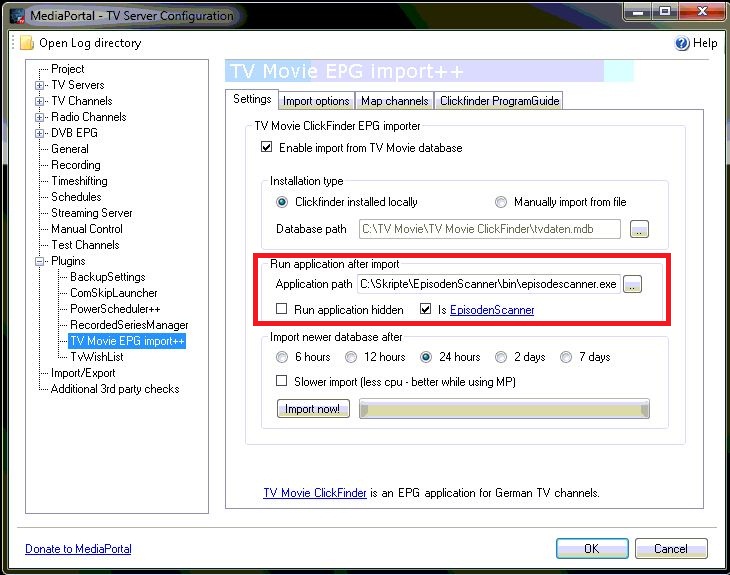 MediaPortal - TV Server Configuration
Open Log directory
Help
Project
TV Servers
TV Channels
Radio Channels
DVB EPG
General
Recording
Timeshifting
Schedules
Streaming Server
Manual Control
Test Channels
Plugins
BackupSettings
ComSkipLauncher
PowerScheduler++
RecordedSeriesManager
TV Movie EPG import++
TvWishList
Import/Export
Additional 3rd party checks
TV Movie EPG import++
Settings Import options Map channels Clickfinder ProgramGuide
TV Movie ClickFinder EPG importer
Enable import from TV Movie database
Installation type
Clickfinder installed locally Manually import from file
Database path C:\TV Movie\TV Movie ClickFinder\tvdaten.mdb ..
Run application after import
Application path C:\Skripte\EpisodenScanner\bin\episodescanner.exe ..
Run application hidden Is EpisodenScanner
Import newer database after
6 hours 12 hours 24 hours 2 days 7 days
Slower import (less cpu - better while using MP)
Import now!
TV Movie ClickFinder is an EPG application for German TV channels.
Donate to MediaPortal
OK Cancel